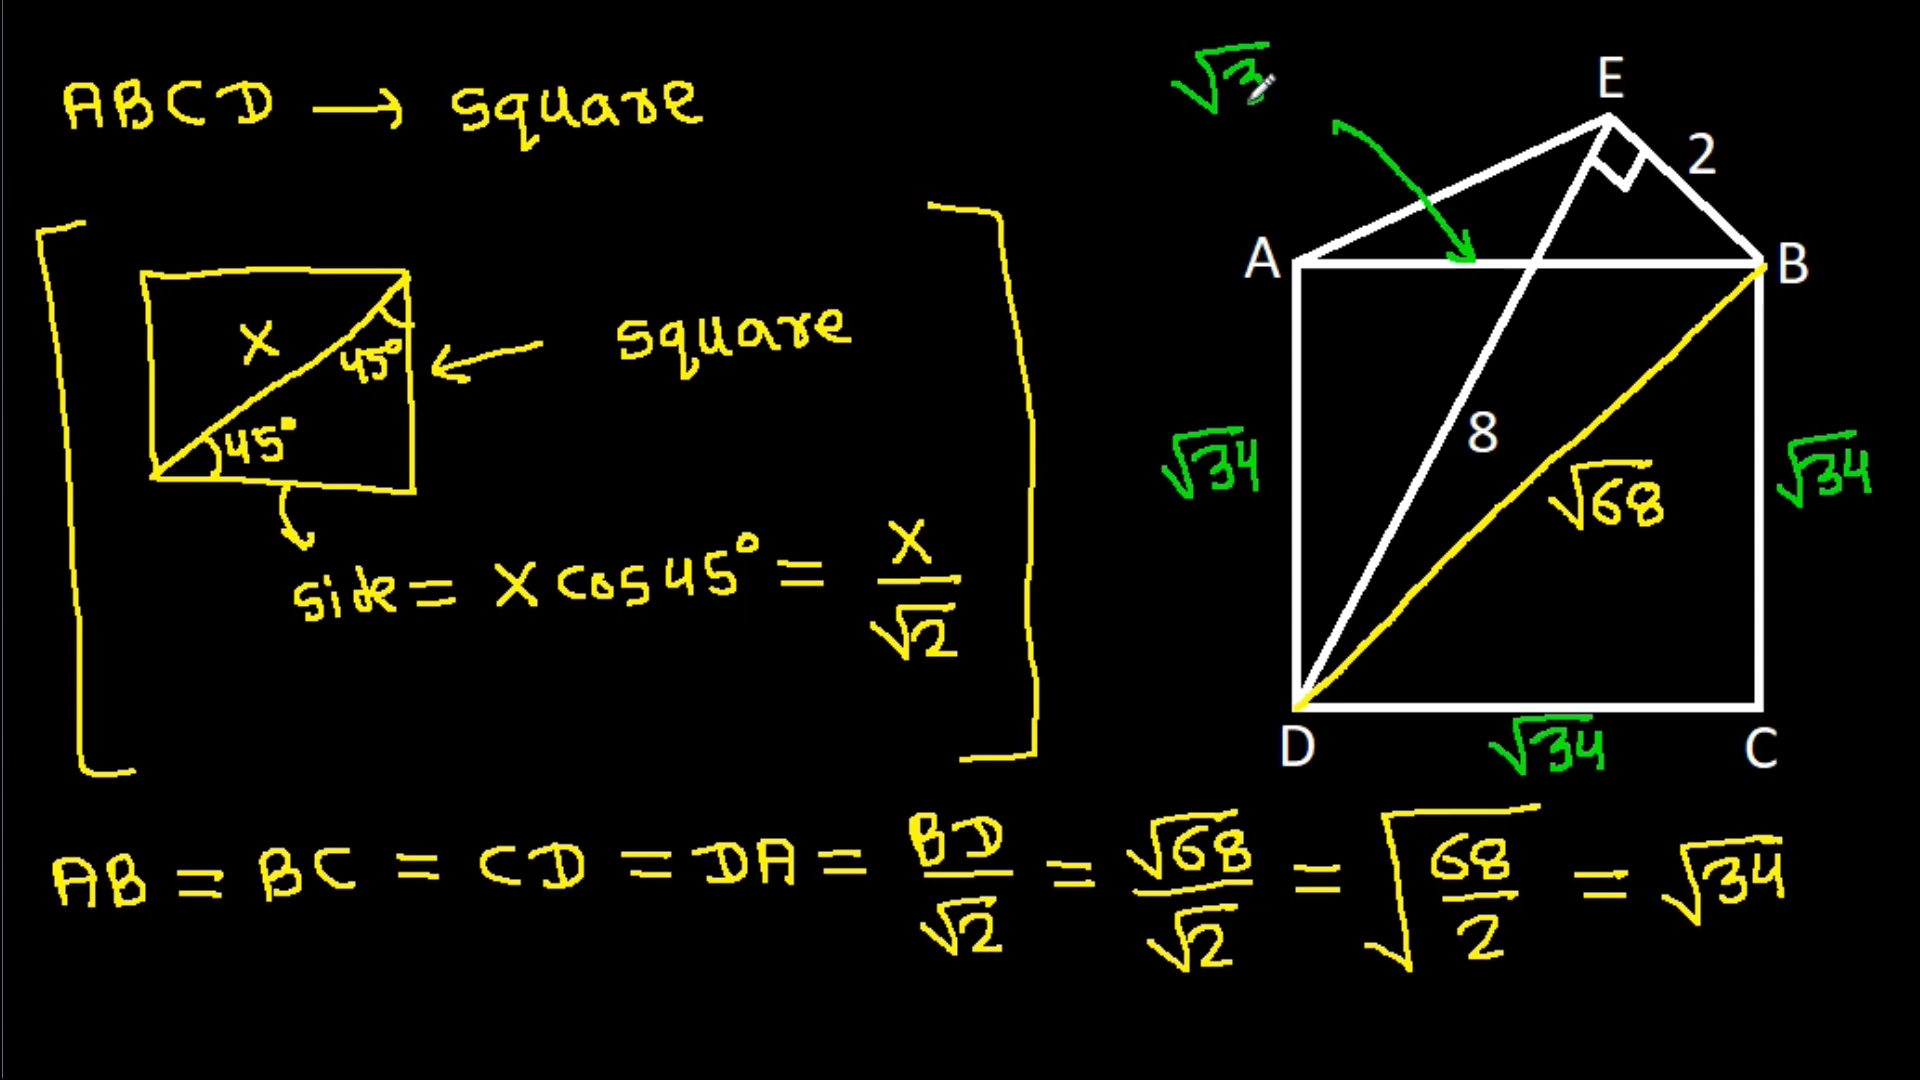 ABCD → square
√3
E
2
A
B
X
45°
45°
square
8
√68
√34
√34
side = X cos 45° = X/√2
D
√34
C
AB = BC = CD = DA = BD/√2 = √68/√2 = √(68/2) = √34